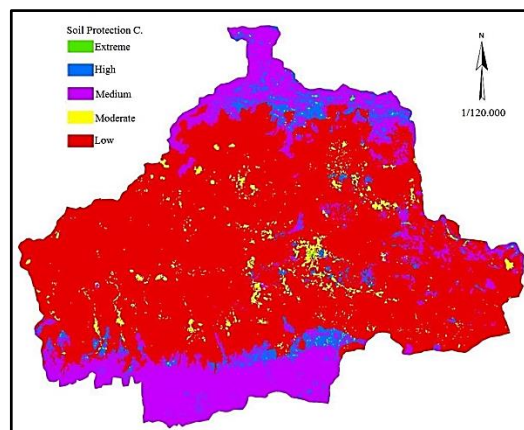 Soil Protection C.
Extreme
High
Medium
Moderate
Low
N
1/120.000